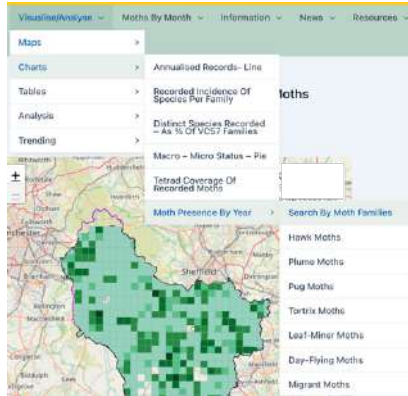 Visualise/Analyse
Moths By Month
Information
News
Resources
Maps
Charts
Tables
Analysis
Trending
Annualised Records- Line
Recorded Incidence Of
Species Per Family
Distinct Species Recorded
– As % Of VC57 Families
Macro – Micro Status – Pie
Tetrad Coverage Of
Recorded Moths
Moth Presence By Year
Search By Moth Families
Hawk Moths
Plume Moths
Pug Moths
Tortrix Moths
Leaf-Miner Moths
Day-Flying Moths
Migrant Moths
Moths
+
Sheffield